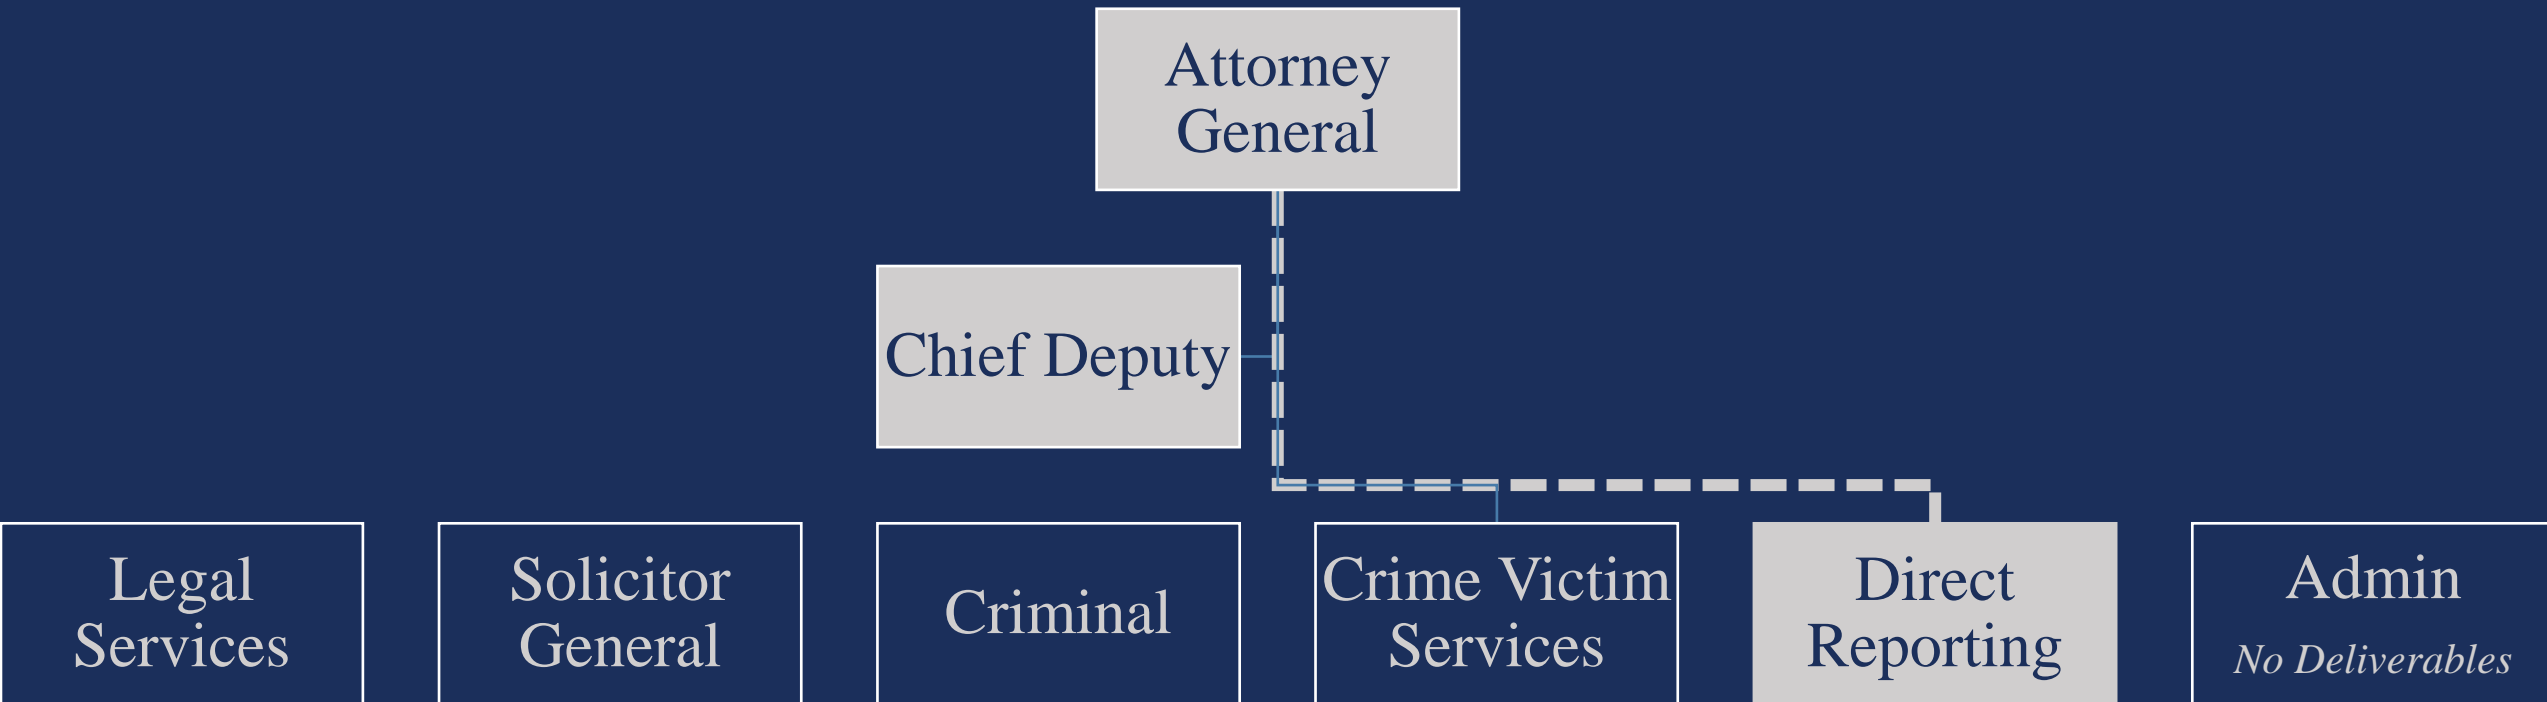 Attorney
General
Chief Deputy
Legal
Services
Solicitor
General
Criminal
Crime Victim
Services
Direct
Reporting
Admin
No Deliverables